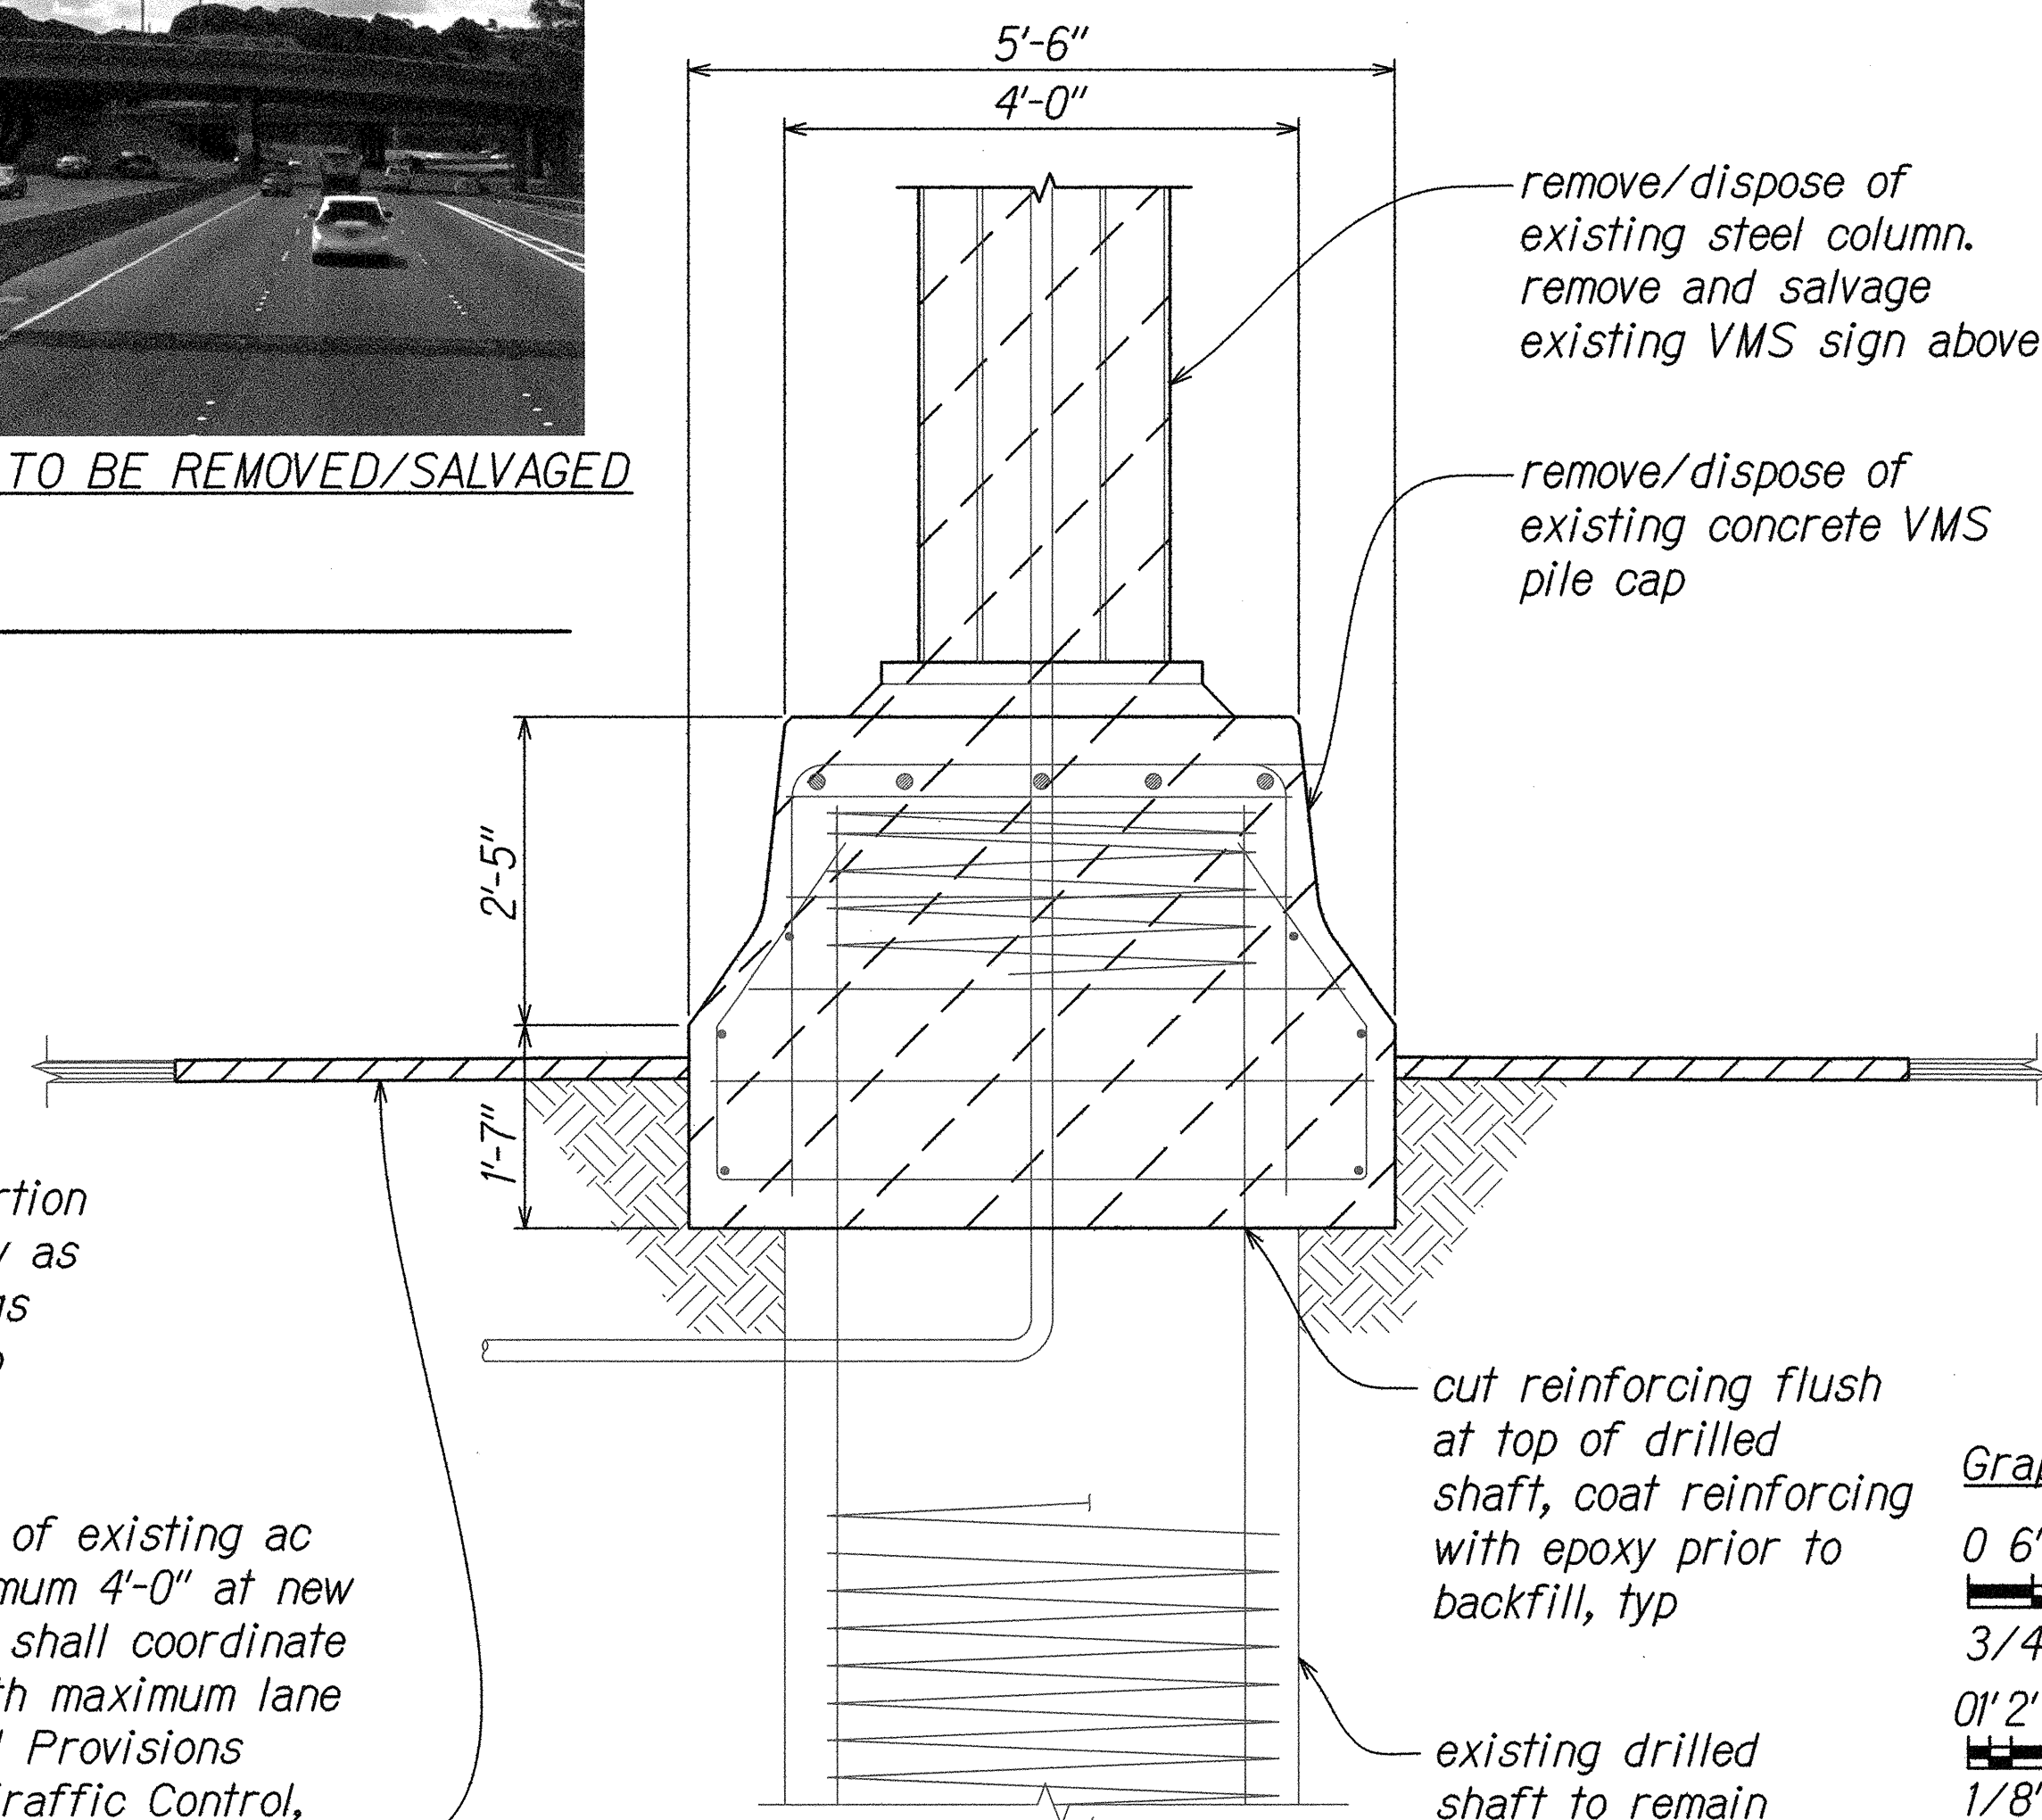 5'-6"
4'-0"
remove/dispose of
existing steel column.
remove and salvage
existing VMS sign above
TO BE REMOVED/SALVAGED
remove/dispose of
existing concrete VMS
pile cap
2'-5"
1'-7"
as
of existing ac
4'-0" at new
shall coordinate
maximum lane
Provisions
Control,
cut reinforcing flush
at top of drilled
shaft, coat reinforcing
with epoxy prior to
backfill, typ
existing drilled
shaft to remain
0 6"
3/4
01' 2'
1/8"